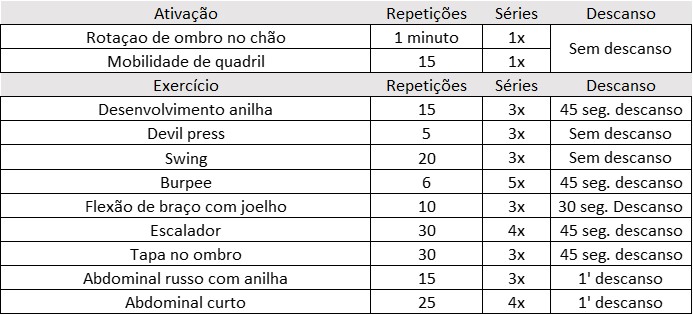 Ativação Repetições Séries Descanso
Rotaçao de ombro no chão 1 minuto 1x Sem descanso
Mobilidade de quadril 15 1x
Exercício Repetições Séries Descanso
Desenvolvimento anilha 15 3x 45 seg. descanso
Devil press 5 3x Sem descanso
Swing 20 3x Sem descanso
Burpee 6 5x 45 seg. descanso
Flexão de braço com joelho 10 3x 30 seg. Descanso
Escalador 30 4x 45 seg. descanso
Tapa no ombro 30 3x 45 seg. descanso
Abdominal russo com anilha 15 3x 1' descanso
Abdominal curto 25 4x 1' descanso